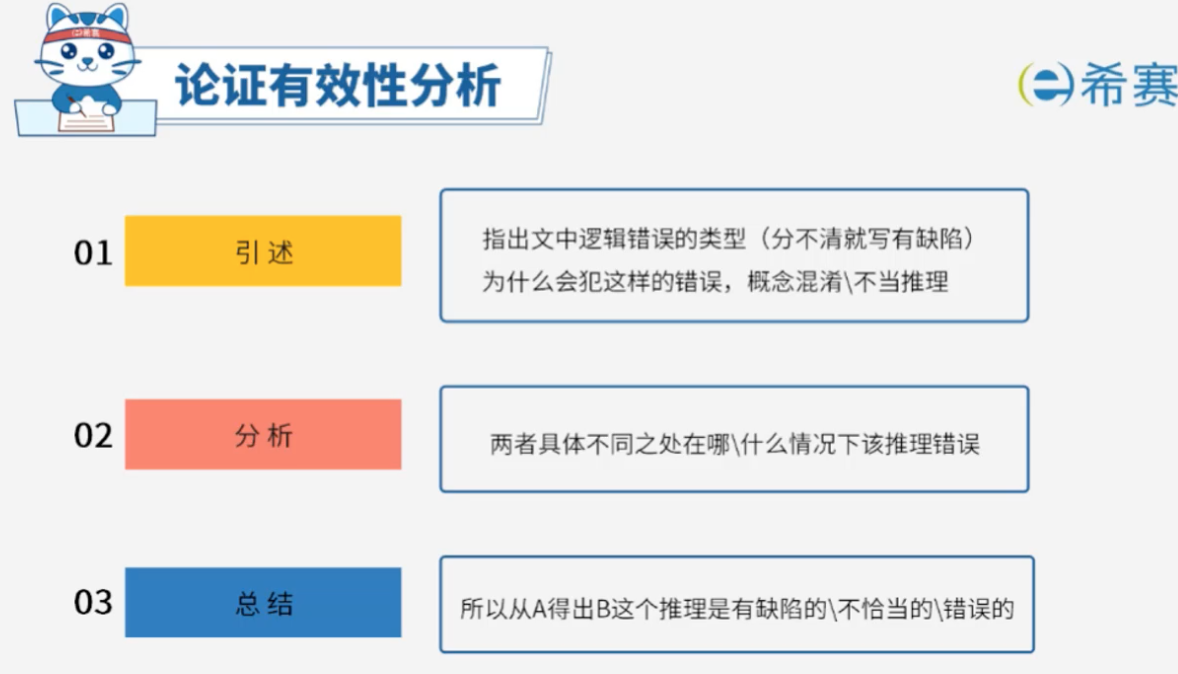 论证有效性分析
希赛
01
引述
指出文中逻辑错误的类型（分不清就写有缺陷）
为什么会犯这样的错误，概念混淆\不当推理
02
分析
两者具体不同之处在哪\什么情况下该推理错误
03
总结
所以从A得出B这个推理是有缺陷的\不恰当的\错误的